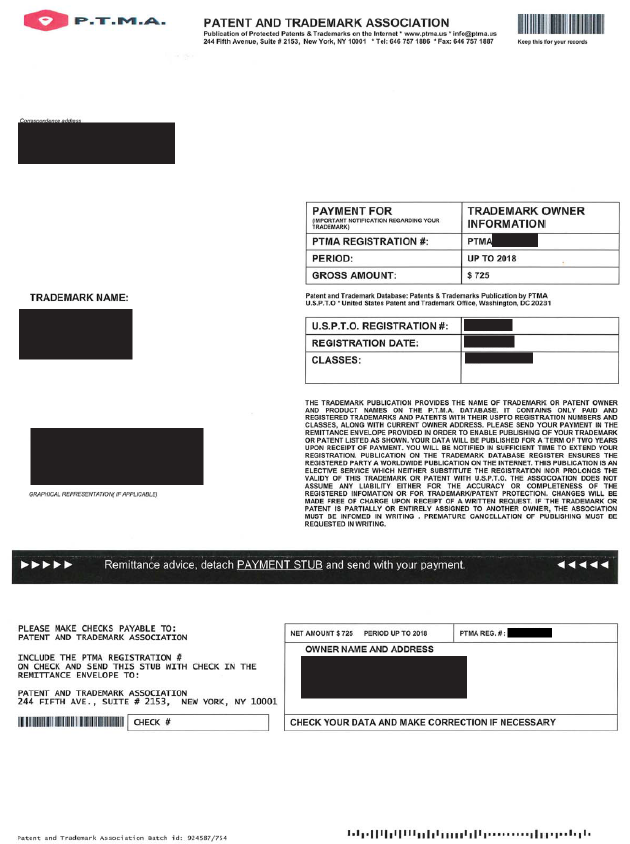 P.T.M.A.
PATENT AND TRADEMARK ASSOCIATION
Publication of Protected Patents & Trademarks on the Internet * www.ptma.us * info@ptma.us
244 Fifth Avenue, Suite # 2153, New York, NY 10001 * Tel: 646 757 1886 * Fax: 646 757 1887
Keep this for your records
Correspondence address
PAYMENT FOR
(IMPORTANT NOTIFICATION REGARDING YOUR
TRADEMARK)
TRADEMARK OWNER
INFORMATION
PTMA REGISTRATION #: PTMA
PERIOD: UP TO 2018
GROSS AMOUNT: $ 725
TRADEMARK NAME:
Patent and Trademark Database: Patents & Trademarks Publication by PTMA
U.S.P.T.O * United States Patent and Trademark Office, Washington, DC 20231
U.S.P.T.O. REGISTRATION #:
REGISTRATION DATE:
CLASSES:
THE TRADEMARK PUBLICATION PROVIDES THE NAME OF TRADEMARK OR PATENT OWNER
AND PRODUCT NAMES ON THE P.T.M.A. DATABASE. IT CONTAINS ONLY PAID AND
REGISTERED TRADEMARKS AND PATENTS WITH THEIR USPTO REGISTRATION NUMBERS AND
CLASSES, ALONG WITH CURRENT OWNER ADDRESS. PLEASE SEND YOUR PAYMENT IN THE
REMITTANCE ENVELOPE PROVIDED IN ORDER TO ENABLE PUBLISHING OF YOUR TRADEMARK
OR PATENT LISTED AS SHOWN. YOUR DATA WILL BE PUBLISHED FOR A TERM OF TWO YEARS
UPON RECEIPT OF PAYMENT. YOU WILL BE NOTIFIED IN SUFFICIENT TIME TO EXTEND YOUR
REGISTRATION. PUBLICATION ON THE TRADEMARK DATABASE REGISTER ENSURES THE
REGISTERED PARTY A WORLDWIDE PUBLICATION ON THE INTERNET. THIS PUBLICATION IS AN
ELECTIVE SERVICE WHICH NEITHER SUBSTITUTE THE REGISTRATION NOR PROLONGS THE
VALIDY OF THIS TRADEMARK OR PATENT WITH U.S.P.T.O. THE ASSOCOATION DOES NOT
ASSUME ANY LIABILITY EITHER FOR THE ACCURACY OR COMPLETENESS OF THE
REGISTERED INFOMATION OR FOR TRADEMARK/PATENT PROTECTION. CHANGES WILL BE
MADE FREE OF CHARGE UPON RECEIPT OF A WRITTEN REQUEST. IF THE TRADEMARK OR
PATENT IS PARTIALLY OR ENTIRELY ASSIGNED TO ANOTHER OWNER, THE ASSOCIATION
MUST BE INFOMED IN WRITING . PREMATURE CANCELLATION OF PUBLISHING MUST BE
REQUESTED IN WRITING.
GRAPHICAL REPRESENTATION( IF APPLICABLE)
Remittance advice, detach PAYMENT STUB and send with your payment.
PLEASE MAKE CHECKS PAYABLE TO:
PATENT AND TRADEMARK ASSOCIATION
INCLUDE THE PTMA REGISTRATION #
ON CHECK AND SEND THIS STUB WITH CHECK IN THE
REMITTANCE ENVELOPE TO:
PATENT AND TRADEMARK ASSOCIATION
244 FIFTH AVE., SUITE # 2153, NEW YORK, NY 10001
CHECK #
NET AMOUNT $ 725 PERIOD UP TO 2018 PTMA REG. # :
OWNER NAME AND ADDRESS
CHECK YOUR DATA AND MAKE CORRECTION IF NECESSARY
Patent and Trademark Association Batch id: 924587/754